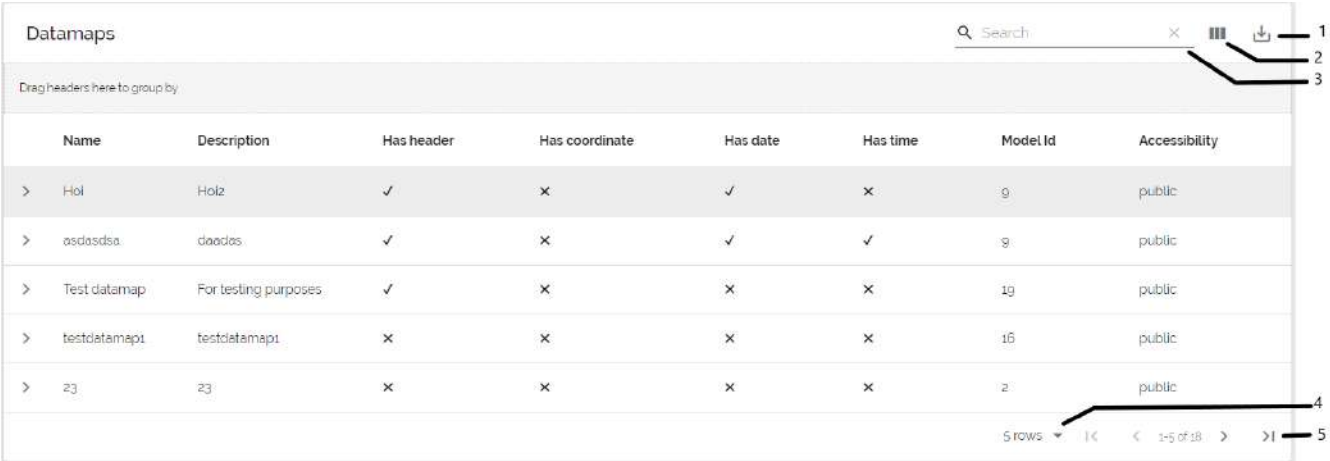 Datamaps Search 1
2
3
Drag headers here to group by
Name Description Has header Has coordinate Has date Has time Model Id Accessibility
Hoi Hoi2 ✓ ✕ ✓ ✕ 9 public
asdasdsa daadas ✓ ✕ ✓ ✓ 9 public
Test datamap For testing purposes ✓ ✕ ✕ ✕ 19 public
testdatamap1 testdatamap1 ✕ ✕ ✕ ✕ 16 public
23 23 ✕ ✕ ✕ ✕ 2 public
4
5 rows 1-5 of 18 5